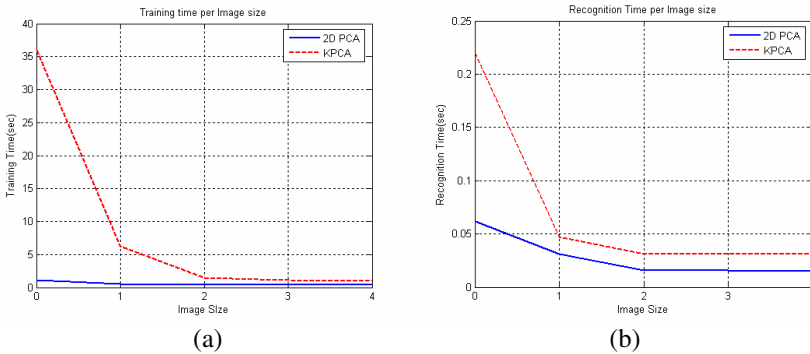 Training time per Image size
2D PCA
KPCA
40
35
30
25
20
15
10
5
0
Training Time(sec)
0 1 2 3 4
Image SIze
(a)
Recognition Time per Image size
2D PCA
KPCA
0.25
0.2
0.15
0.1
0.05
0
Recognition Time(sec)
0 1 2 3
Image Size
(b)